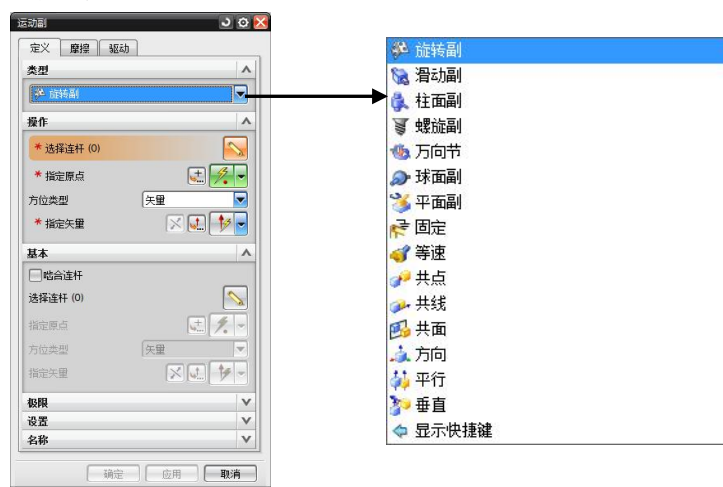 运动副
定义 摩擦 驱动
类型
旋转副
操作
* 选择连杆 (0)
* 指定原点
方位类型 矢量
* 指定矢量
基本
啮合连杆
选择连杆 (0)
指定原点
方位类型 矢量
指定矢量
极限
设置
名称
确定 应用 取消
旋转副
滑动副
柱面副
螺旋副
万向节
球面副
平面副
固定
等速
共点
共线
共面
方向
平行
垂直
显示快捷键